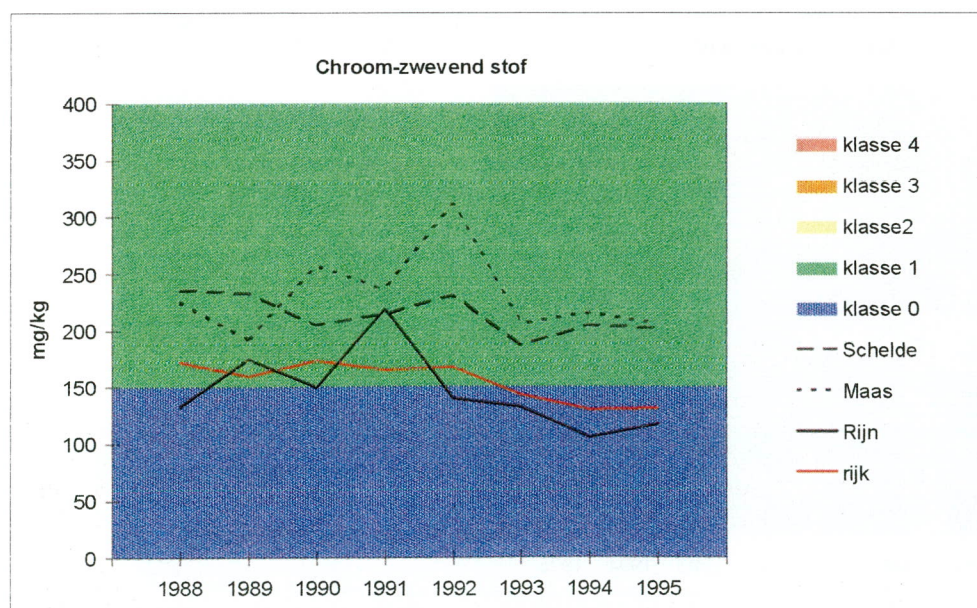 Chroom-zwevend stof
400
350
300
250
200
150
100
50
0
mg/kg
1988 1989 1990 1991 1992 1993 1994 1995
klasse 4
klasse 3
klasse2
klasse 1
klasse 0
Schelde
Maas
Rijn
rijk